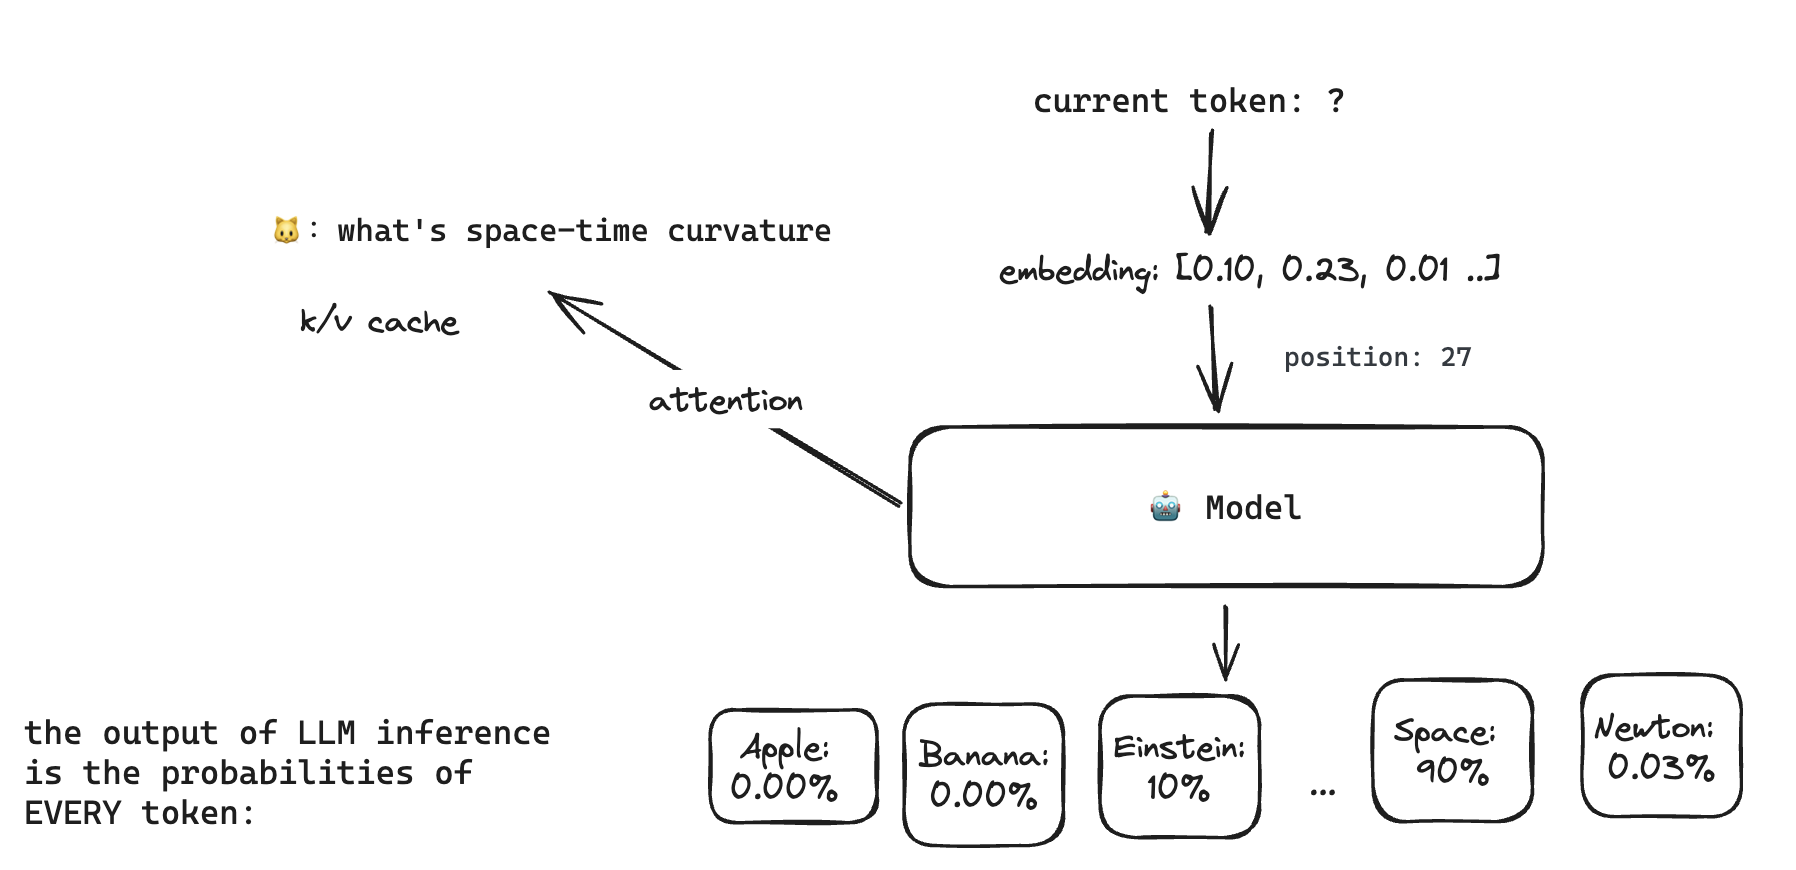 current token: ?
🐱: what's space-time curvature
embedding: [0.10, 0.23, 0.01 ..]
k/v cache
position: 27
attention
🤖 Model
the output of LLM inference
is the probabilities of
EVERY token:
Apple:
0.00%
Banana:
0.00%
Einstein:
10%
...
Space:
90%
Newton:
0.03%